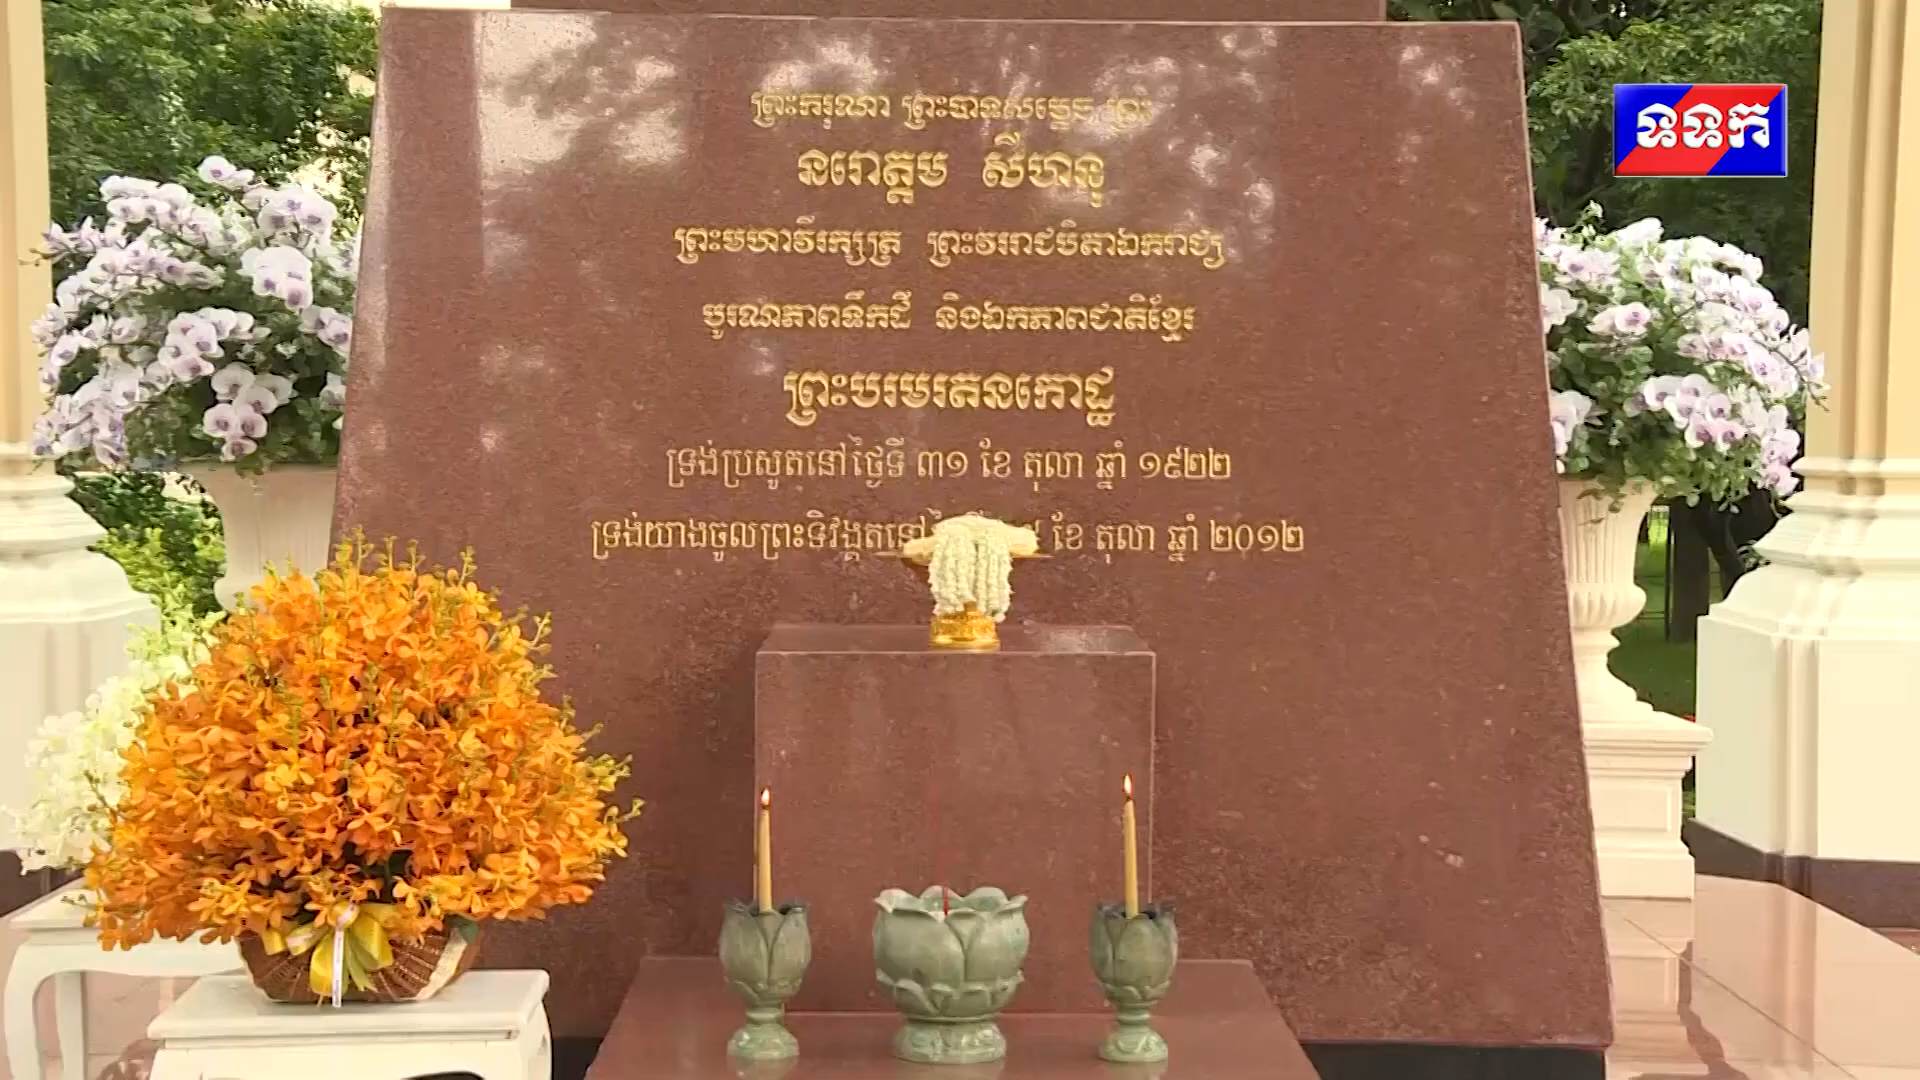 ព្រះករុណា ព្រះបាទសម្តេច ព្រះ
នរោត្តម សីហនុ
ព្រះមហាវីរក្សត្រ ព្រះវររាជបិតាឯករាជ្យ
បូរណភាពទឹកដី និងឯកភាពជាតិខ្មែរ
ព្រះបរមរតនកោដ្ឋ
ទ្រង់ប្រសូតនៅថ្ងៃទី ៣១ ខែ តុលា ឆ្នាំ ១៩២២
ទ្រង់យាងចូលព្រះទិវង្គតនៅ ខែ តុលា ឆ្នាំ ២០១២
ទទក